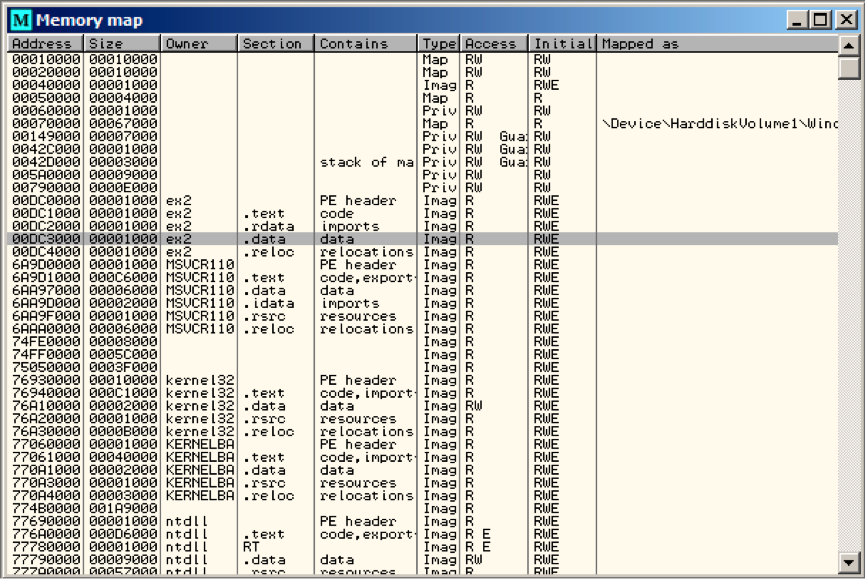 Memory map
Address Size Owner Section Contains Type Access Initial Mapped as
00010000 00010000 Map RW RW
00020000 00010000 Map RW RW
00040000 00001000 Imag R RWE
00050000 00004000 Map R R
00060000 00001000 Priv RW RW
00070000 00067000 Map R R \Device\HarddiskVolume1\Wind
00149000 00007000 Priv RW Gua: RW
0042C000 00001000 Priv RW Gua: RW
0042D000 00003000 stack of ma Priv RW Gua: RW
005A0000 00009000 Priv RW RW
00790000 0000E000 Priv RW RW
00DC0000 00001000 ex2 PE header Imag R RWE
00DC1000 00001000 ex2 .text code Imag R RWE
00DC2000 00001000 ex2 .rdata imports Imag R RWE
00DC3000 00001000 ex2 .data data Imag R RWE
00DC4000 00001000 ex2 .reloc relocations Imag R RWE
6A9D0000 00001000 MSVCR110 PE header Imag R RWE
6A9D1000 000C6000 MSVCR110 .text code,export Imag R RWE
6AA97000 00006000 MSVCR110 .data data Imag R RWE
6AA9D000 00002000 MSVCR110 .idata imports Imag R RWE
6AA9F000 00001000 MSVCR110 .rsrc resources Imag R RWE
6AAA0000 00006000 MSVCR110 .reloc relocations Imag R RWE
74FE0000 00008000 Imag R RWE
74FF0000 0005C000 Imag R RWE
75050000 0003F000 Imag R RWE
76930000 00010000 kernel32 PE header Imag R RWE
76940000 000C1000 kernel32 .text code,import Imag R RWE
76A10000 00002000 kernel32 .data data Imag RW RWE
76A20000 00001000 kernel32 .rsrc resources Imag R RWE
76A30000 0000B000 kernel32 .reloc relocations Imag R RWE
77060000 00001000 KERNELBA PE header Imag R RWE
77061000 00040000 KERNELBA .text code,import Imag R RWE
770A1000 00002000 KERNELBA .data data Imag R RWE
770A3000 00001000 KERNELBA .rsrc resources Imag R RWE
770A4000 00003000 KERNELBA .reloc relocations Imag R RWE
774B0000 001A9000 Imag R RWE
77690000 00001000 ntdll PE header Imag R RWE
776A0000 000D6000 ntdll .text code,export Imag R E RWE
77780000 00001000 ntdll RT Imag R E RWE
77790000 00009000 ntdll .data data Imag RW RWE
777A0000 00057000 ntdll .rsrc resources Imag R RWE